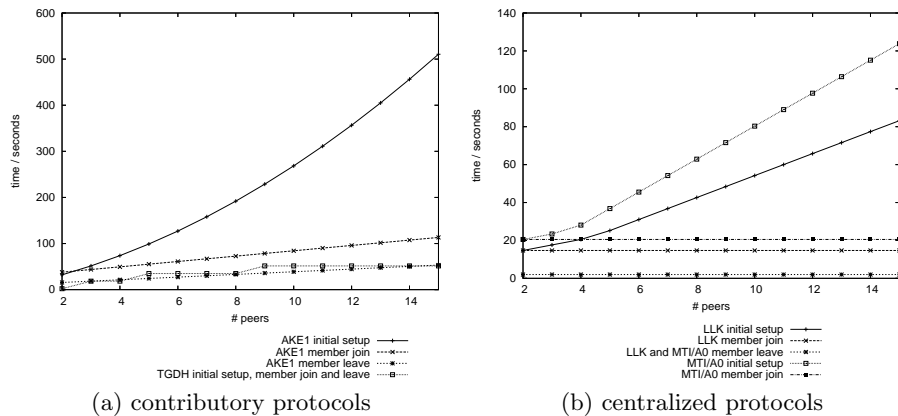 600
500
400
300
200
100
0
time / seconds
2
4
6
8
10
12
14
# peers
AKE1 initial setup
AKE1 member join
AKE1 member leave
TGDH initial setup, member join and leave
(a) contributory protocols
140
120
100
80
60
40
20
0
time / seconds
2
4
6
8
10
12
14
# peers
LLK initial setup
LLK member join
LLK and MTI/A0 member leave
MTI/A0 initial setup
MTI/A0 member join
(b) centralized protocols